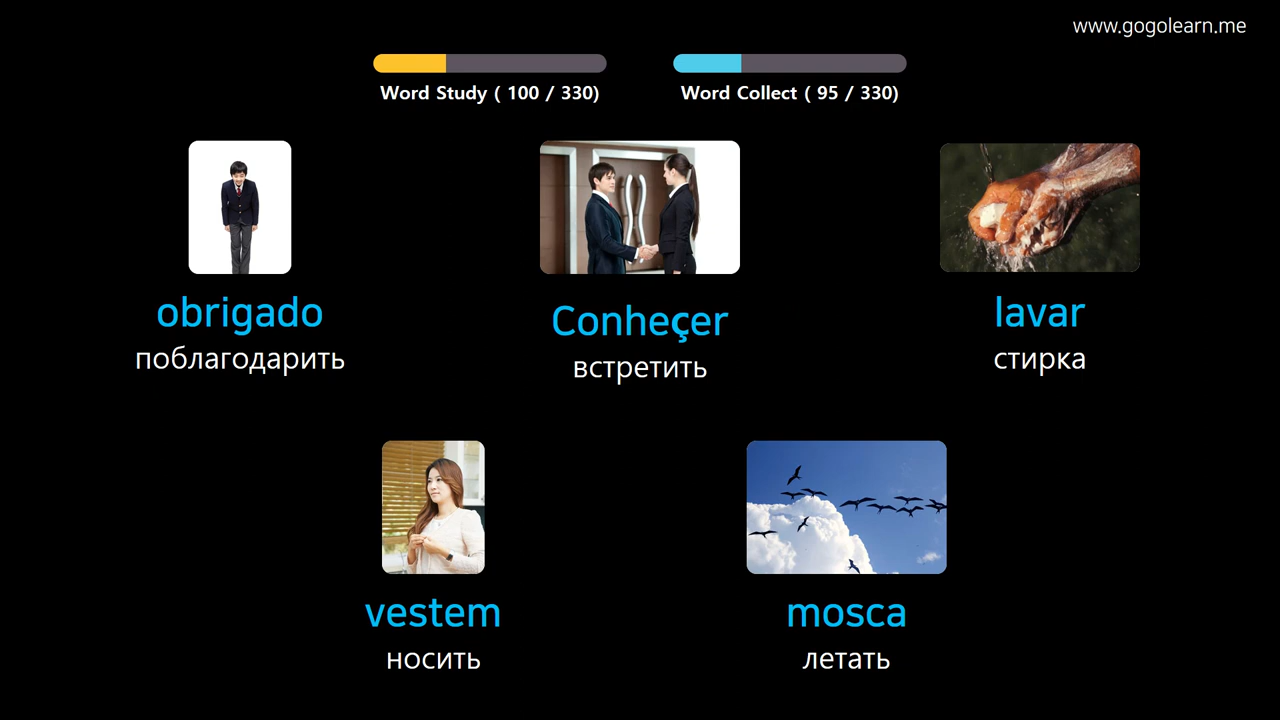 www.gogolearn.me
Word Study ( 100 / 330)
Word Collect ( 95 / 330)
obrigado
поблагодарить
Conheçer
встретить
lavar
стирка
vestem
носить
mosca
летать